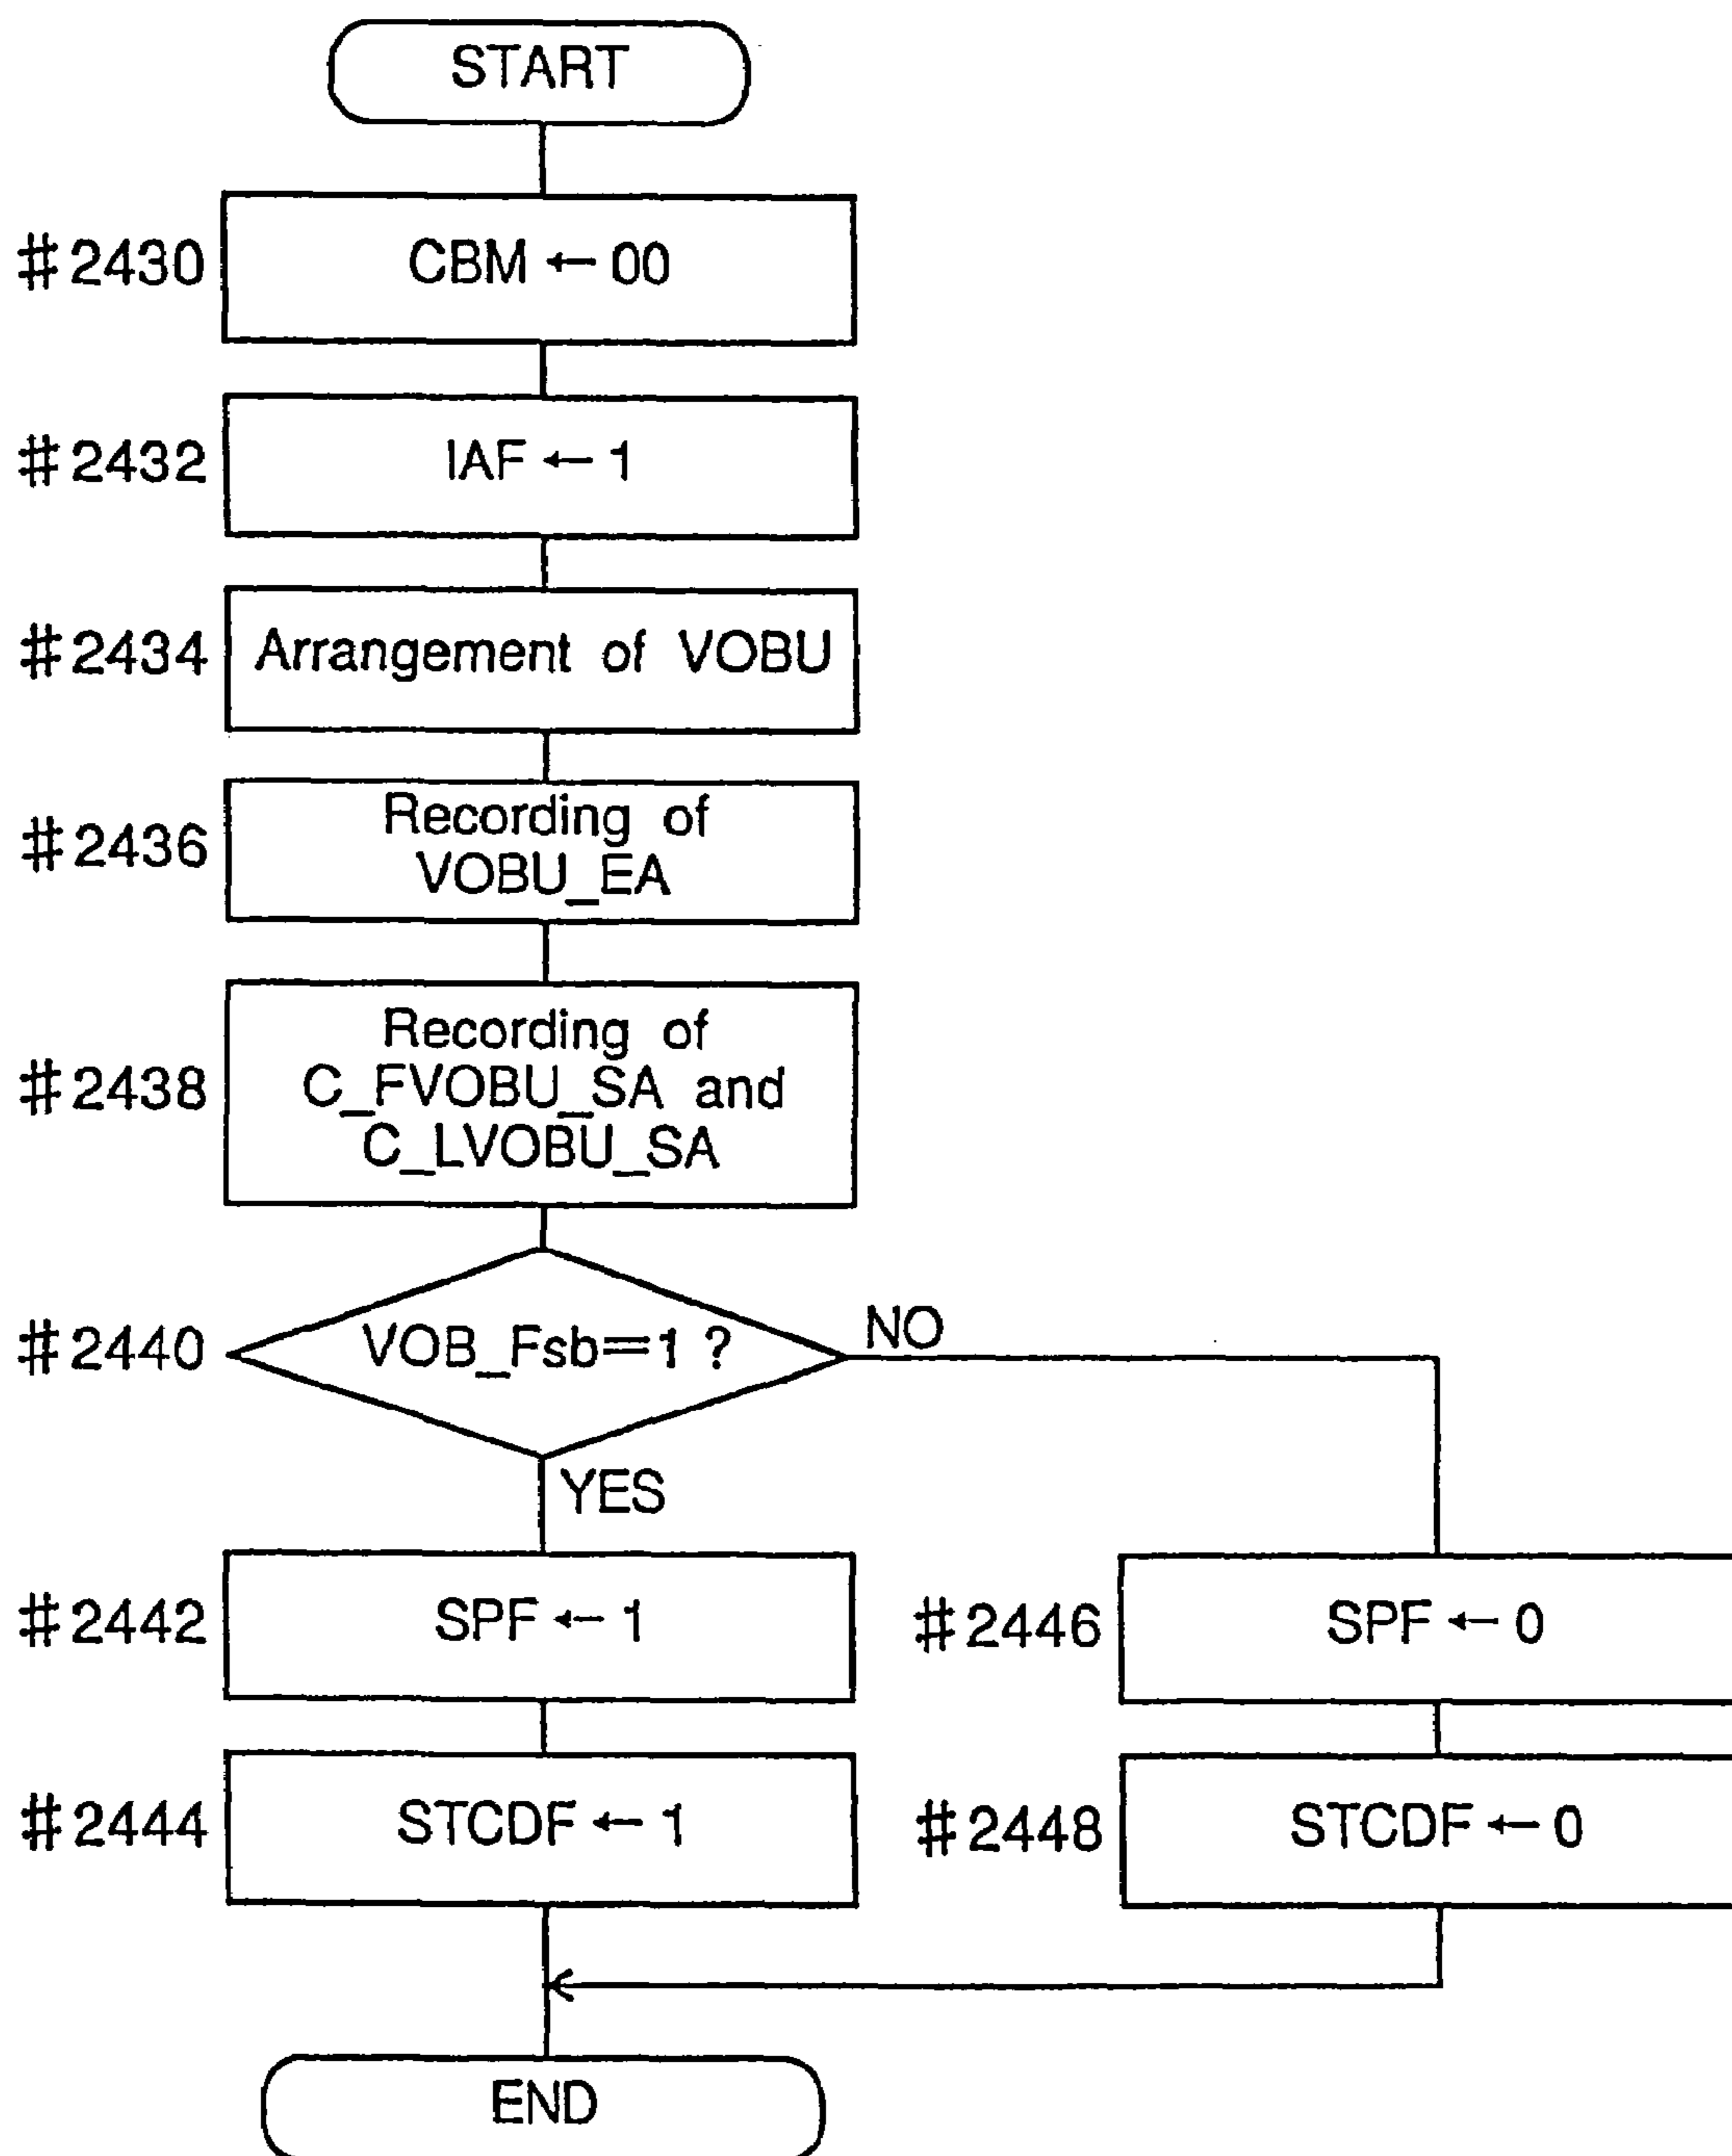 START
#2430
CBM ← 00
#2432
IAF ← 1
#2434
Arrangement of VOBU
#2436
Recording of
VOBU_EA
#2438
Recording of
C_FVOBU_SA and
C_LVOBU_SA
#2440
VOB_Fsb=1 ?
NO
YES
#2442
SPF ← 1
#2446
SPF ← 0
#2444
STCDF ← 1
#2448
STCDF ← 0
END